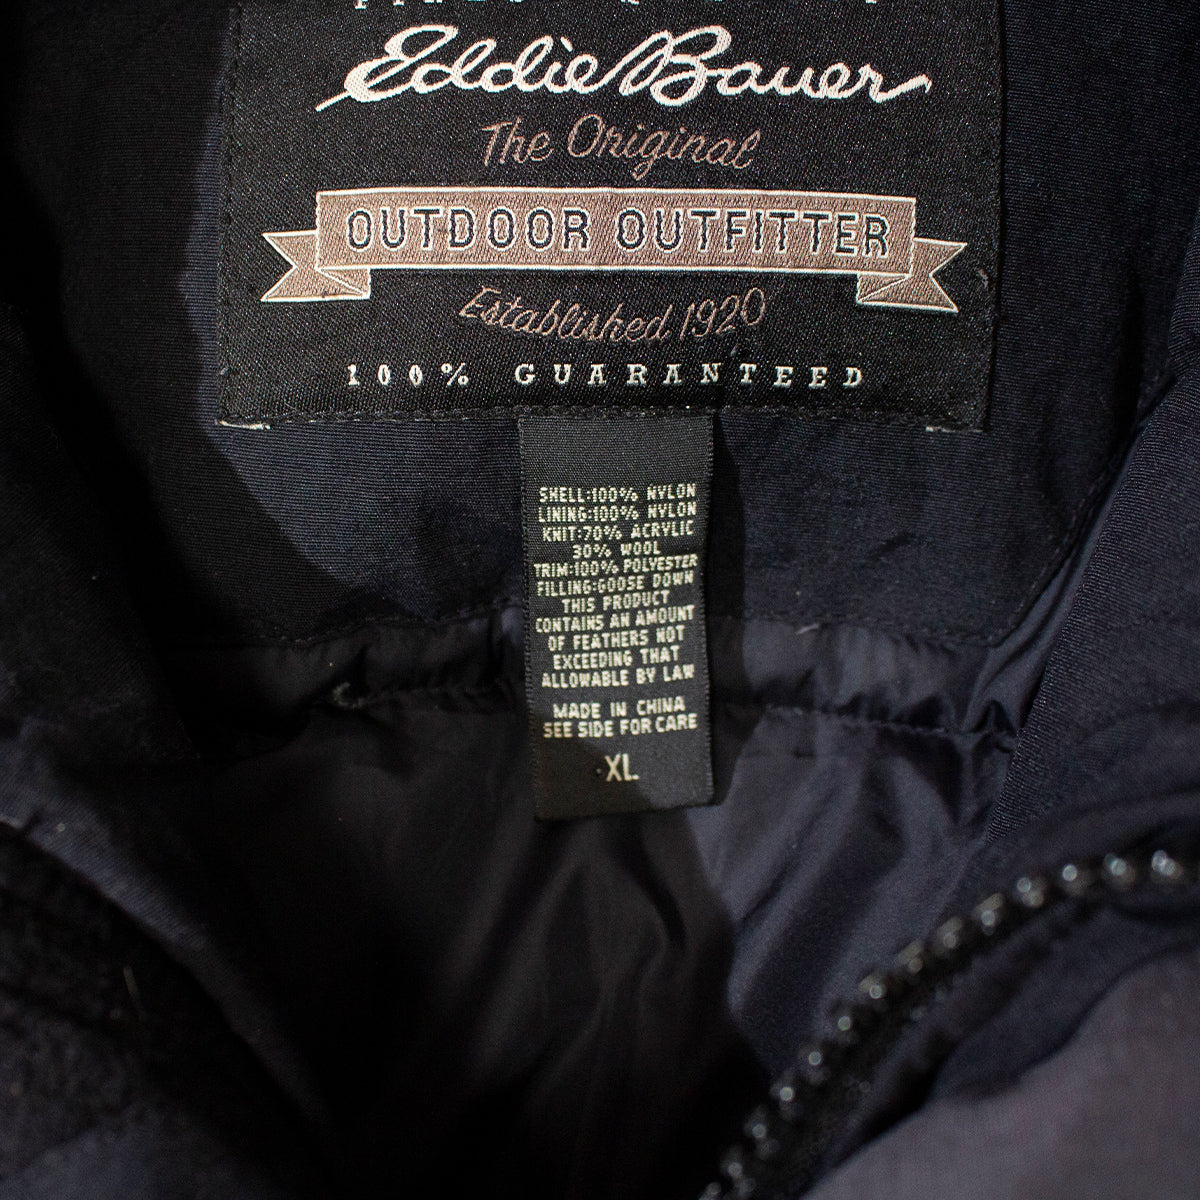 Eddie Bauer
The Original
OUTDOOR OUTFITTER
Established 1920
100% GUARANTEED
SHELL:100% NYLON
LINING:100% NYLON
KNIT:70% ACRYLIC
30% WOOL
TRIM:100% POLYESTER
FILLING:GOOSE DOWN
THIS PRODUCT
CONTAINS AN AMOUNT
OF FEATHERS NOT
EXCEEDING THAT
ALLOWABLE BY LAW
MADE IN CHINA
SEE SIDE FOR CARE
XL